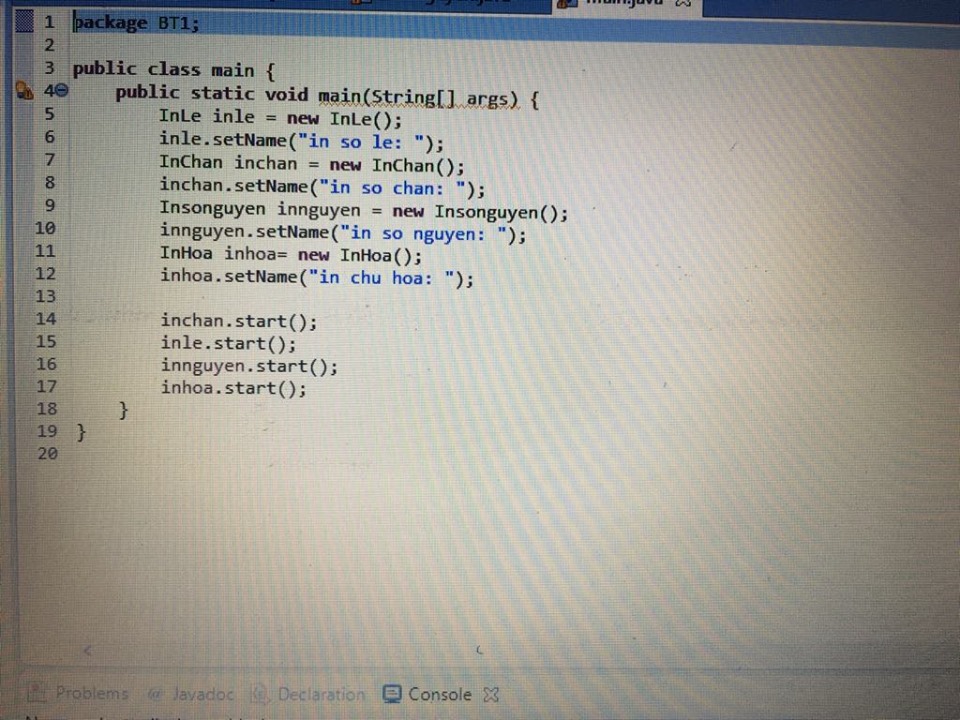 main.java
1 package BT1;
2
3 public class main {
4 public static void main(String[] args) {
5 InLe inle = new InLe();
6 inle.setName("in so le: ");
7 InChan inchan = new InChan();
8 inchan.setName("in so chan: ");
9 Insonguyen innguyen = new Insonguyen();
10 innguyen.setName("in so nguyen: ");
11 InHoa inhoa= new InHoa();
12 inhoa.setName("in chu hoa: ");
13
14 inchan.start();
15 inle.start();
16 innguyen.start();
17 inhoa.start();
18 }
19 }
20
Problems @ Javadoc Declaration Console